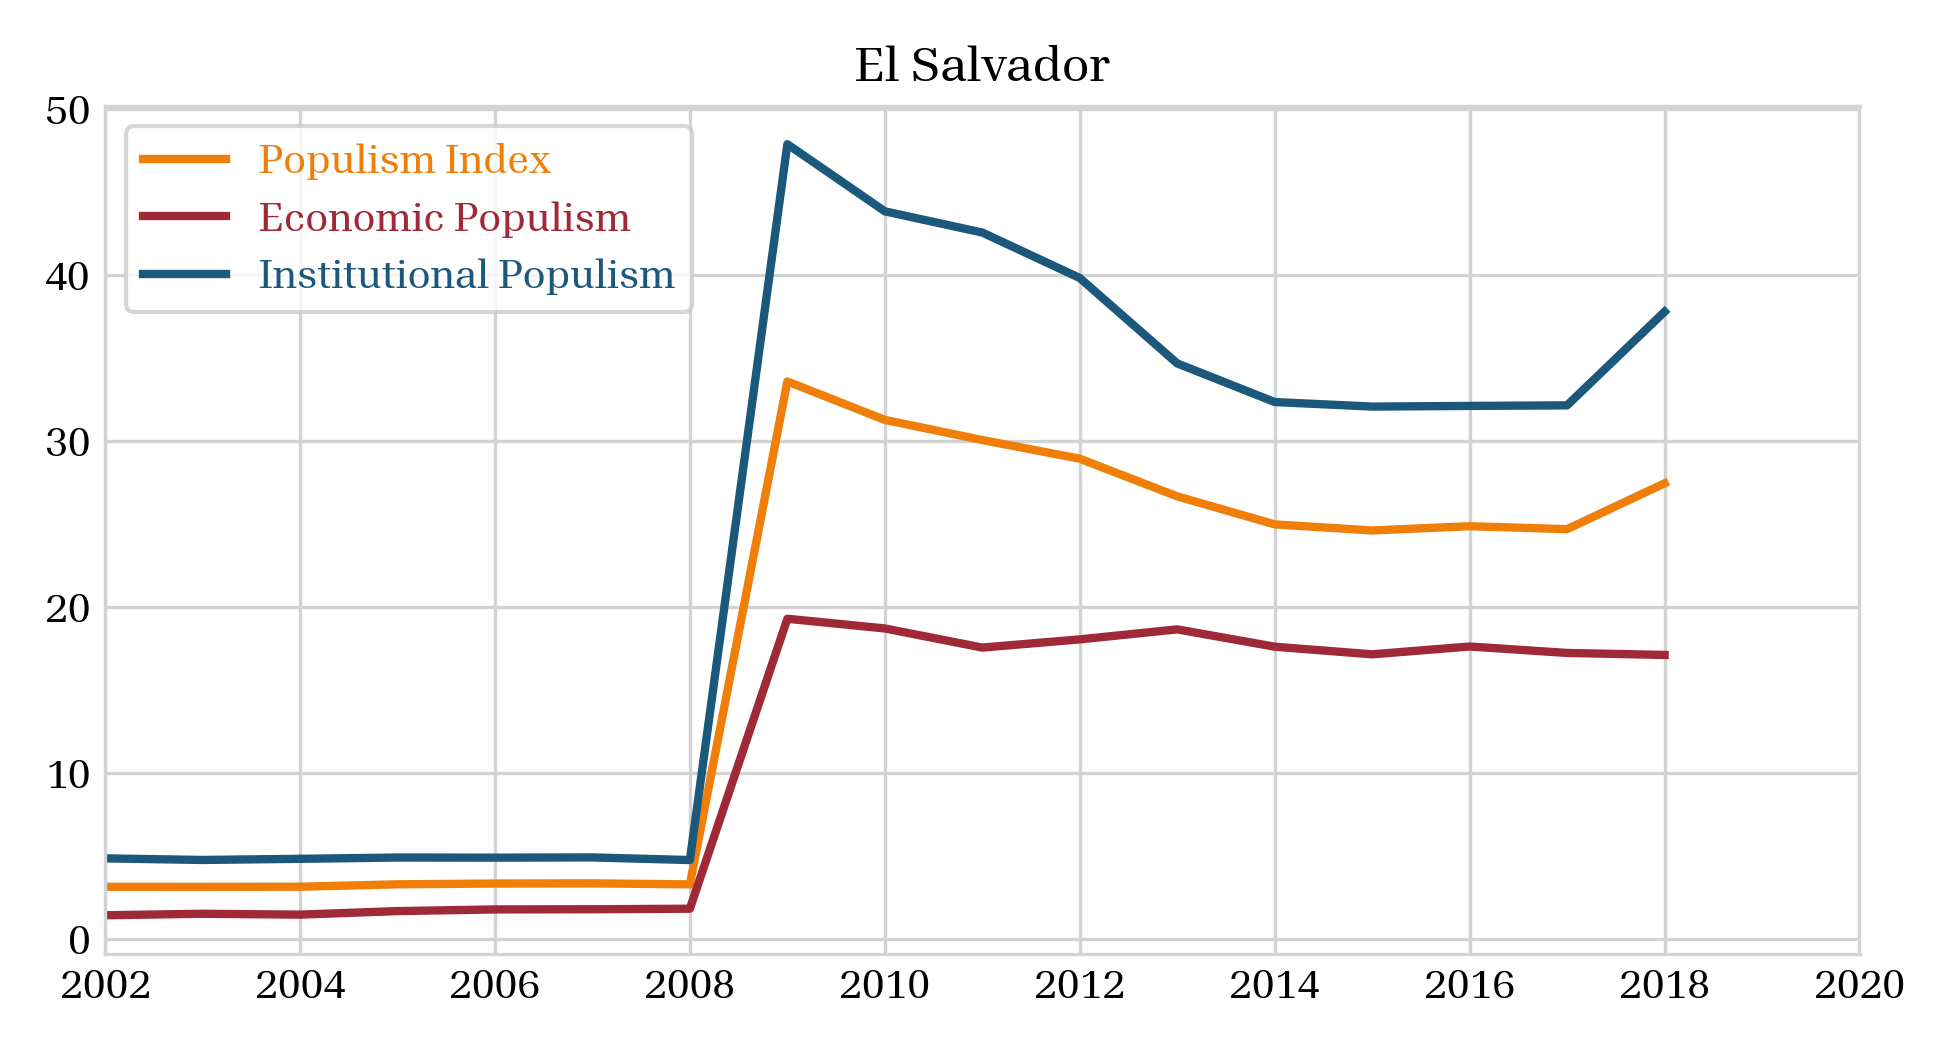 El Salvador
50
Populism Index
Economic Populism
Institutional Populism
40
30
20
10
0
2002 2004 2006 2008 2010 2012 2014 2016 2018 2020